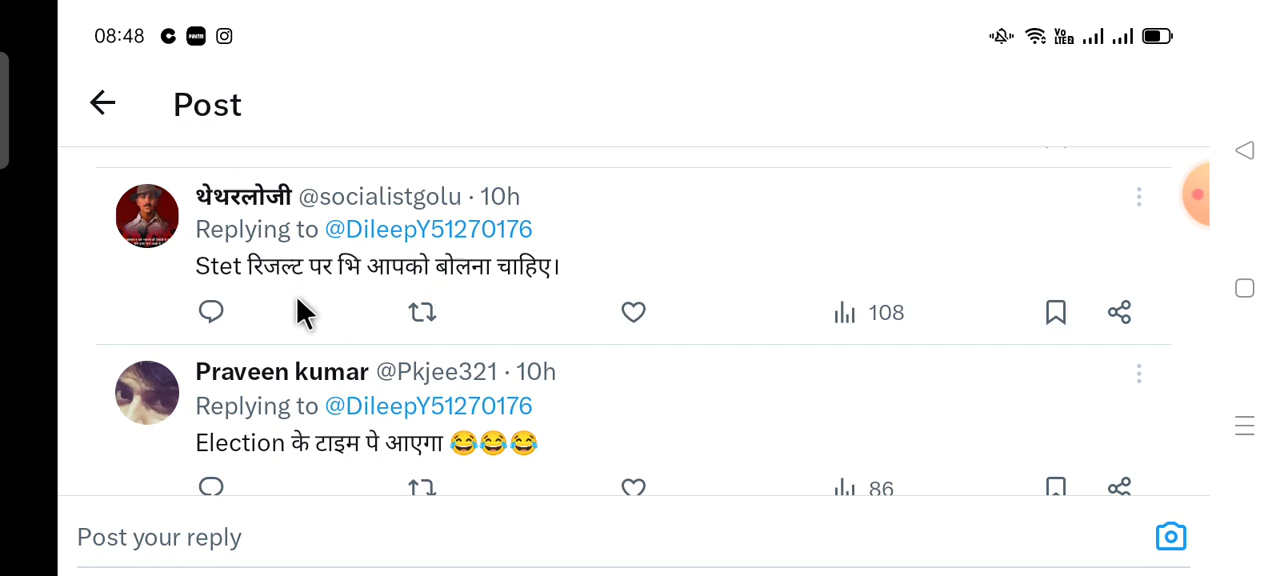 08:48
Post
थेथरलोजी @socialistgolu · 10h
Replying to @DileepY51270176
Stet रिजल्ट पर भि आपको बोलना चाहिए।
108
Praveen kumar @Pkjee321 · 10h
Replying to @DileepY51270176
Election के टाइम पे आएगा 😂😂😂
86
Post your reply